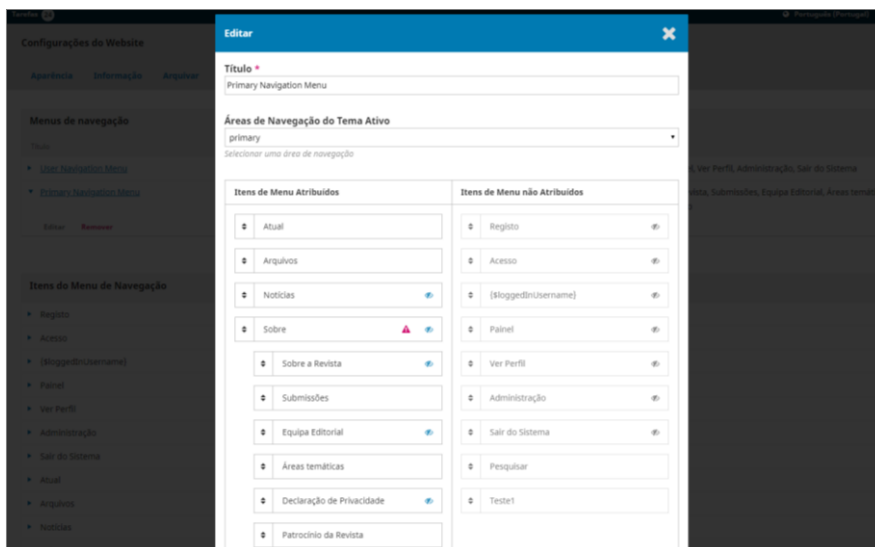 Tarefas 24
Português (Portugal)
Configurações do Website
Aparência Informação Arquivar
Menus de navegação
Título
User Navigation Menu
Ver Perfil, Administração, Sair do Sistema
Primary Navigation Menu
Submissões, Equipa Editorial, Áreas
Editar Remover
Itens do Menu de Navegação
Registo
Acesso
{$loggedInUsername}
Painel
Ver Perfil
Administração
Sair do Sistema
Atual
Arquivos
Notícias
Editar
Título *
Primary Navigation Menu
Áreas de Navegação do Tema Ativo
primary
Selecionar uma área de navegação
Itens de Menu Atribuídos
Atual
Arquivos
Notícias
Sobre
Sobre a Revista
Submissões
Equipa Editorial
Áreas temáticas
Declaração de Privacidade
Patrocínio da Revista
Itens de Menu não Atribuídos
Registo
Acesso
{$loggedInUsername}
Painel
Ver Perfil
Administração
Sair do Sistema
Pesquisar
Teste1